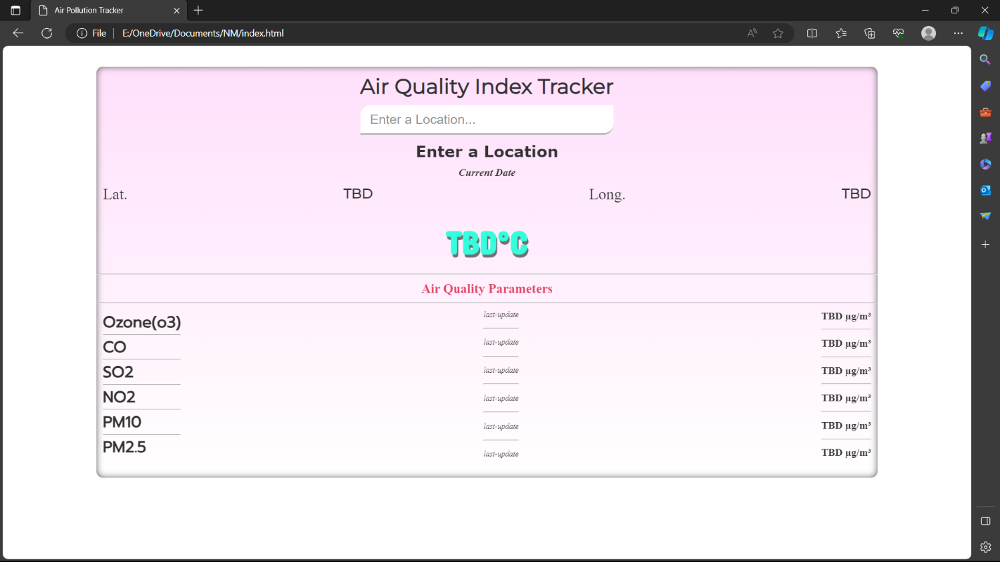 Air Pollution Tracker
File E:/OneDrive/Documents/NM/index.html
Air Quality Index Tracker
Enter a Location...
Enter a Location
Current Date
Lat. TBD Long. TBD
TBD°C
Air Quality Parameters
Ozone(o3) last-update TBD µg/m³
CO last-update TBD µg/m³
SO2 last-update TBD µg/m³
NO2 last-update TBD µg/m³
PM10 last-update TBD µg/m³
PM2.5 last-update TBD µg/m³